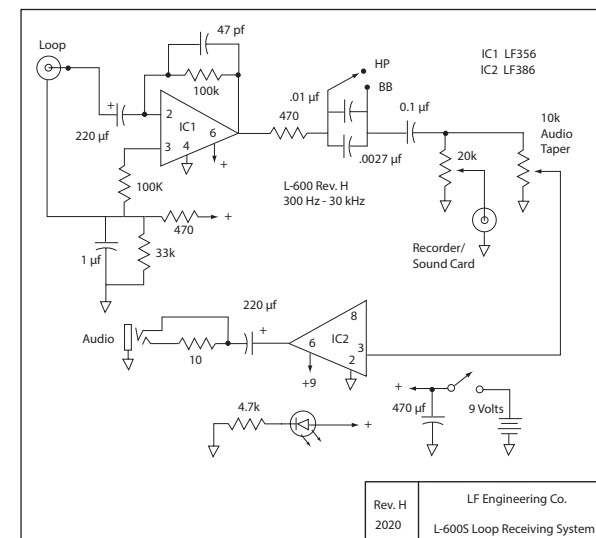 Loop
47 pf
100k
+
220 µf
2
IC1
6
3
4
+
100K
470
+
1 µf
33k
470
.01 µf
HP
BB
.0027 µf
0.1 µf
L-600 Rev. H
300 Hz - 30 kHz
IC1 LF356
IC2 LF386
10k
Audio
Taper
20k
Recorder/
Sound Card
Audio
10
220 µf
+
8
6
IC2
3
2
+9
+
470 µf
9 Volts
4.7k
+
Rev. H
2020
LF Engineering Co.
L-600S Loop Receiving System